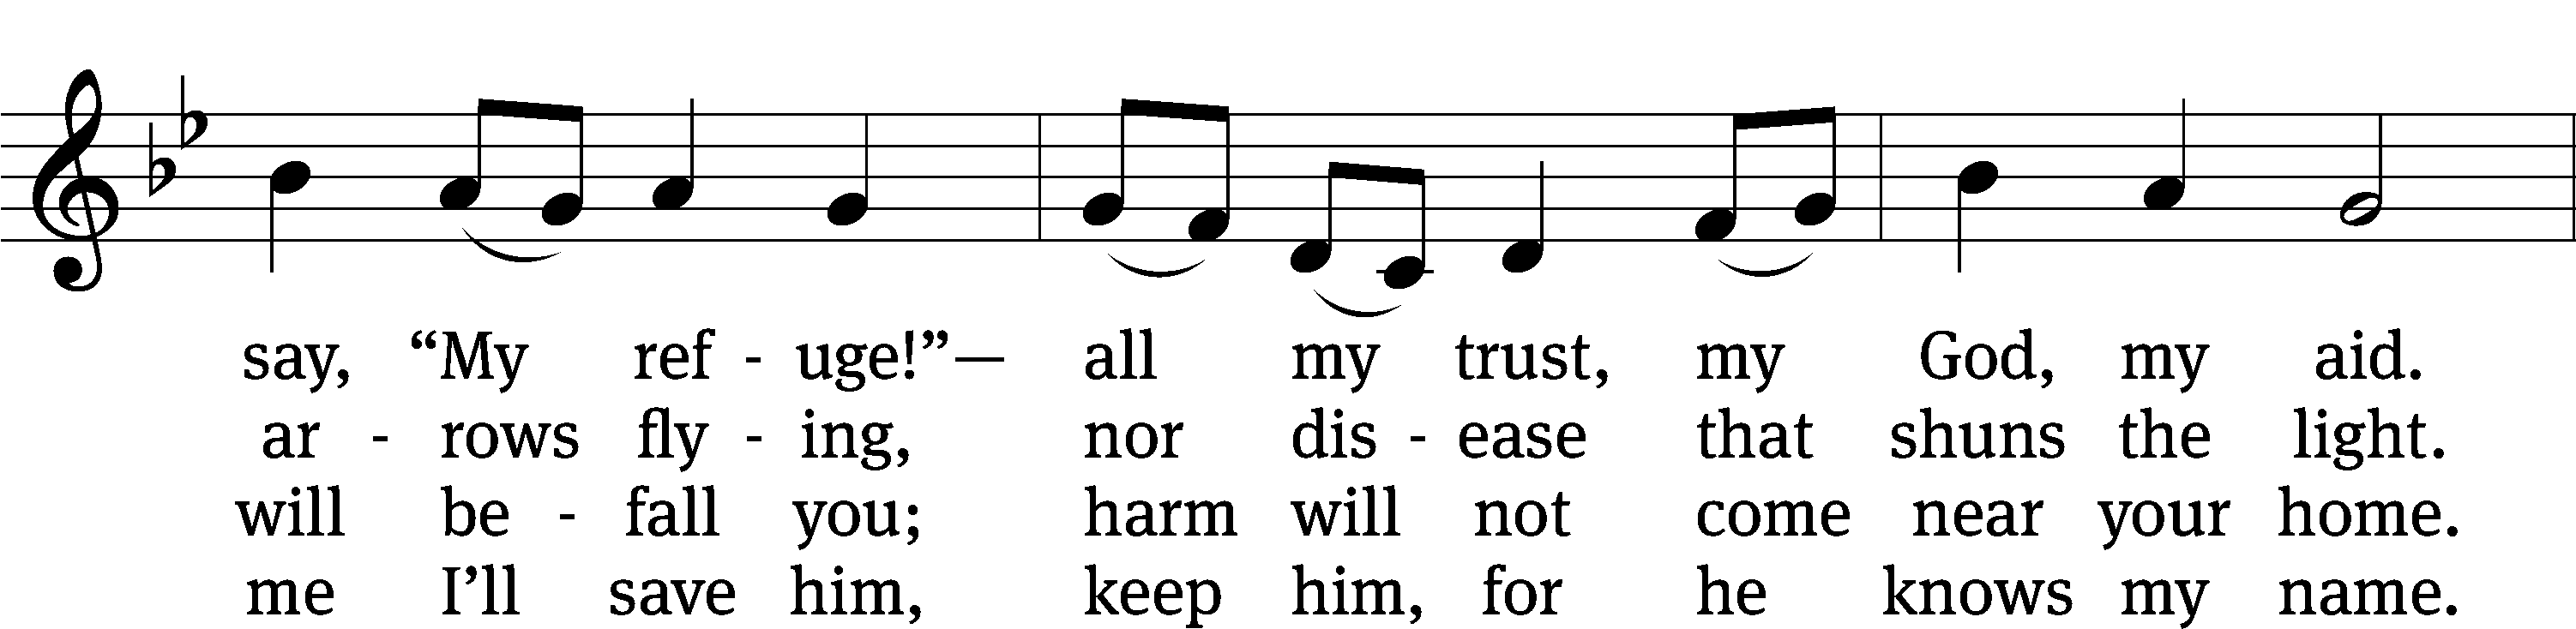 say, “My ref - uge!”— all my trust, my God, my aid.
ar - rows fly - ing, nor dis - ease that shuns the light.
will be - fall you; harm will not come near your home.
me I’ll save him, keep him, for he knows my name.